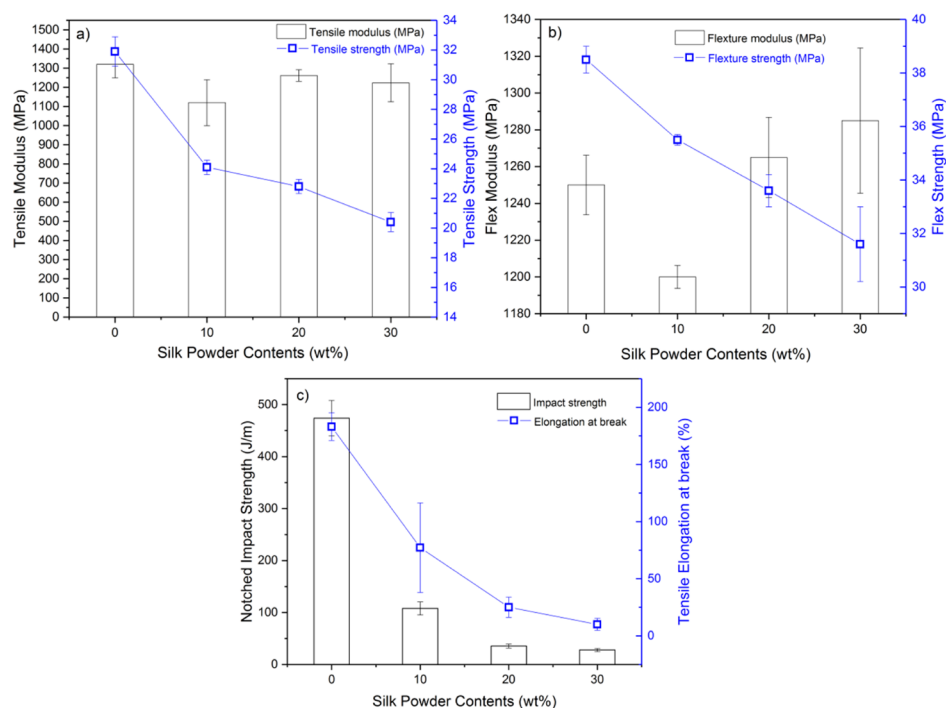 a)
Tensile modulus (MPa)
Tensile strength (MPa)
1500
1400
1300
1200
1100
1000
900
800
700
600
500
400
300
200
100
0
Tensile Modulus (MPa)
34
32
30
28
26
24
22
20
18
16
14
Tensile Strength (MPa)
0 10 20 30
Silk Powder Contents (wt%)
b)
Flexture modulus (MPa)
Flexture strength (MPa)
1340
1320
1300
1280
1260
1240
1220
1200
1180
Flex Modulus (MPa)
40
38
36
34
32
30
Flex Strength (MPa)
0 10 20 30
Silk Powder Contents (wt%)
c)
Impact strength
Elongation at break
500
400
300
200
100
0
Notched Impact Strength (J/m)
200
150
100
50
0
Tensile Elongation at break (%)
0 10 20 30
Silk Powder Contents (wt%)